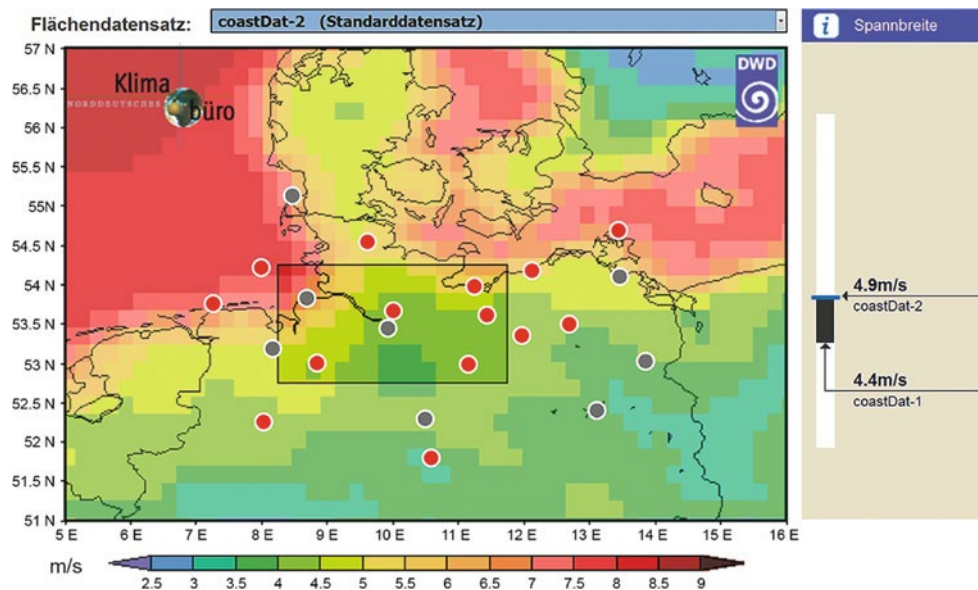 Flächendatensatz:
coastDat-2 (Standarddatensatz)
i
Spannbreite
57 N
56.5 N
56 N
55.5 N
55N
54.5 N
54 N
53.5 N
53 N
52.5 N
52 N
51.5 N
51 N
Klima
NORDDEUTSCHES
büro
DWD
5 E
6 E
7 E
8 E
9 E
10 E
11 E
12 E
13 E
14 E
15 E
16 E
m/s
2.5
3
3.5
4
4.5
5
5.5
6
6.5
7
7.5
8
8.5
9
4.9m/s
coastDat-2
4.4m/s
coastDat-1